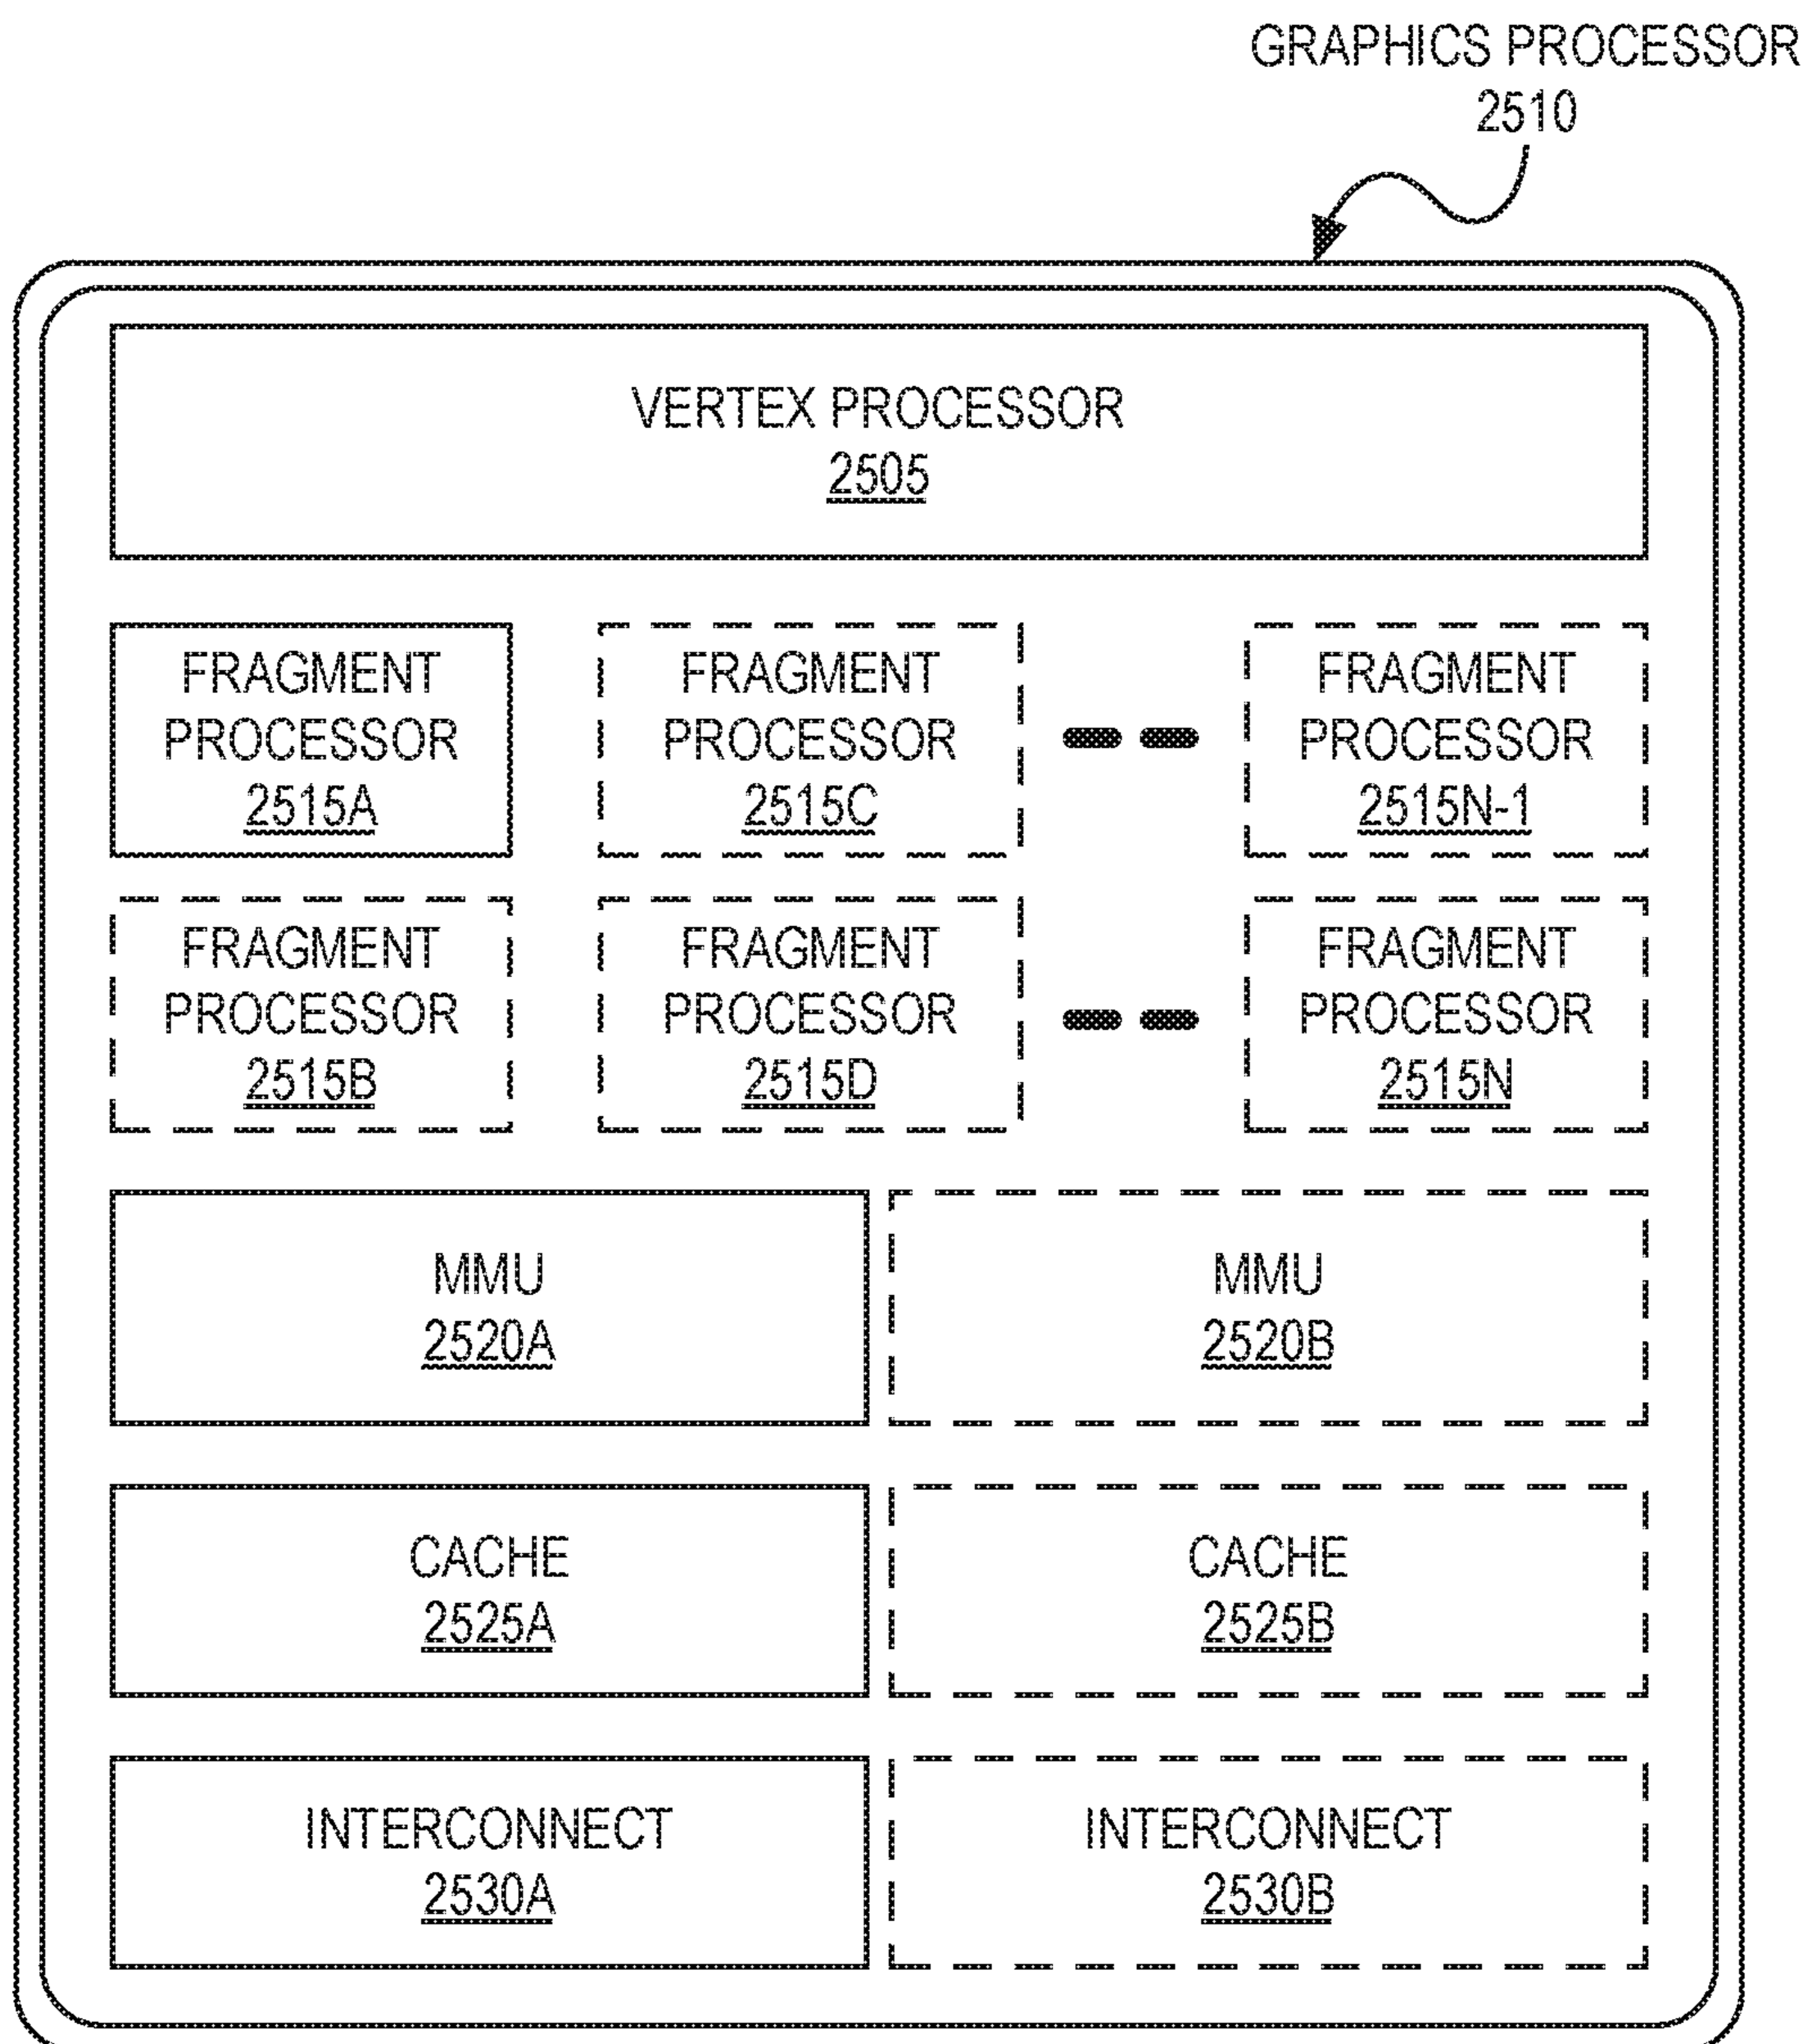 GRAPHICS PROCESSOR
2510
VERTEX PROCESSOR
2505
FRAGMENT
PROCESSOR
2515A
FRAGMENT
PROCESSOR
2515C
FRAGMENT
PROCESSOR
2515N-1
FRAGMENT
PROCESSOR
2515B
FRAGMENT
PROCESSOR
2515D
FRAGMENT
PROCESSOR
2515N
MMU
2520A
MMU
2520B
CACHE
2525A
CACHE
2525B
INTERCONNECT
2530A
INTERCONNECT
2530B